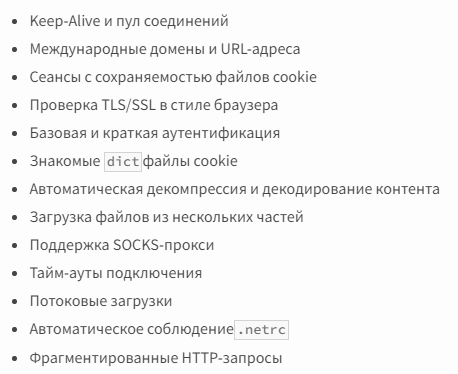 Keep-Alive и пул соединений
Международные домены и URL-адреса
Сеансы с сохраняемостью файлов cookie
Проверка TLS/SSL в стиле браузера
Базовая и краткая аутентификация
Знакомые dict файлы cookie
Автоматическая декомпрессия и декодирование контента
Загрузка файлов из нескольких частей
Поддержка SOCKS-прокси
Тайм-ауты подключения
Потоковые загрузки
Автоматическое соблюдение .netrc
Фрагментированные HTTP-запросы